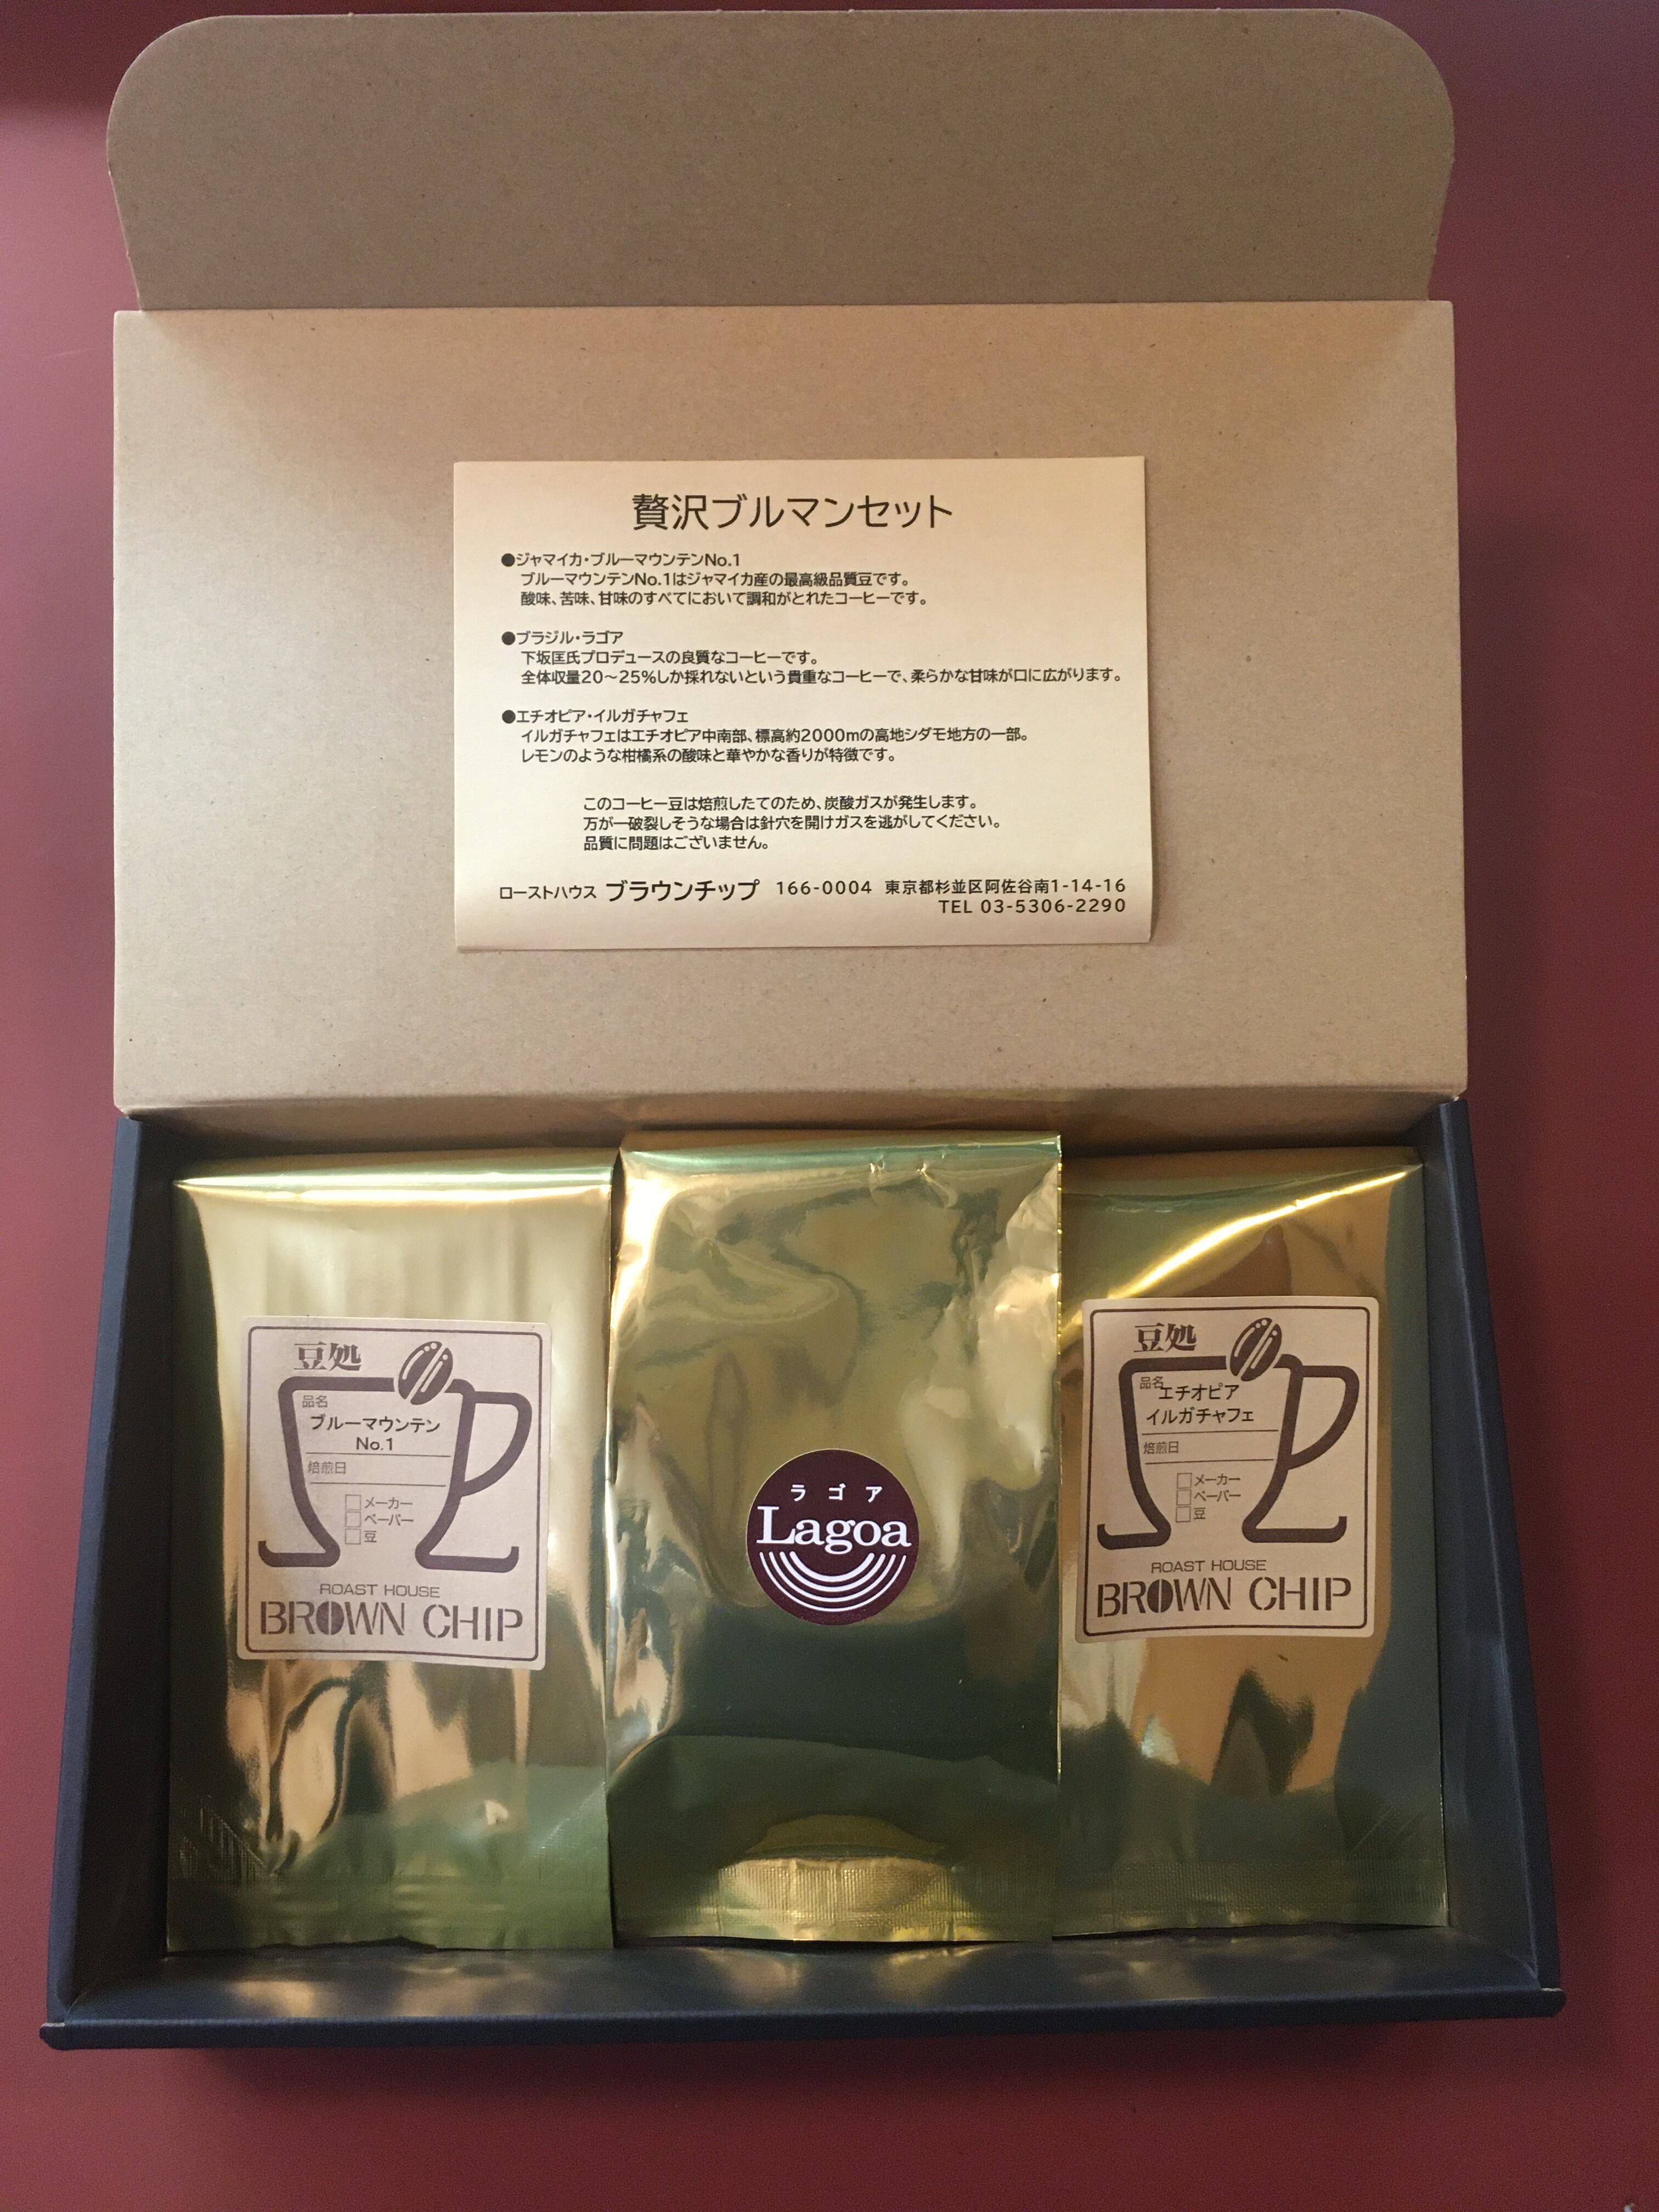 贅沢ブルマンセット
●ジャマイカ・ブルーマウンテンNo.1
ブルーマウンテンNo.1はジャマイカ産の最高級品質豆です。
酸味、苦味、甘味のすべてにおいて調和がとれたコーヒーです。
●ブラジル・ラゴア
下坂匡氏プロデュースの良質なコーヒーです。
全体収量20〜25%しか採れないという貴重なコーヒーで、柔らかな甘味が口に広がります。
●エチオピア・イルガチャフェ
イルガチャフェはエチオピア中南部、標高約2000mの高地シダモ地方の一部。
レモンのような柑橘系の酸味と華やかな香りが特徴です。
このコーヒー豆は焙煎したてのため、炭酸ガスが発生します。
万が一破裂しそうな場合は針穴を開けガスを逃がしてください。
品質に問題はございません。
ローストハウス ブラウンチップ 166-0004 東京都杉並区阿佐谷南1-14-16
TEL 03-5306-2290
豆処
品名
ブルーマウンテン
No.1
焙煎日
メーカー
ペーパー
豆
ROAST HOUSE
BROWN CHIP
ラゴア
Lagoa
豆処
品名
エチオピア
イルガチャフェ
焙煎日
メーカー
ペーパー
豆
ROAST HOUSE
BROWN CHIP